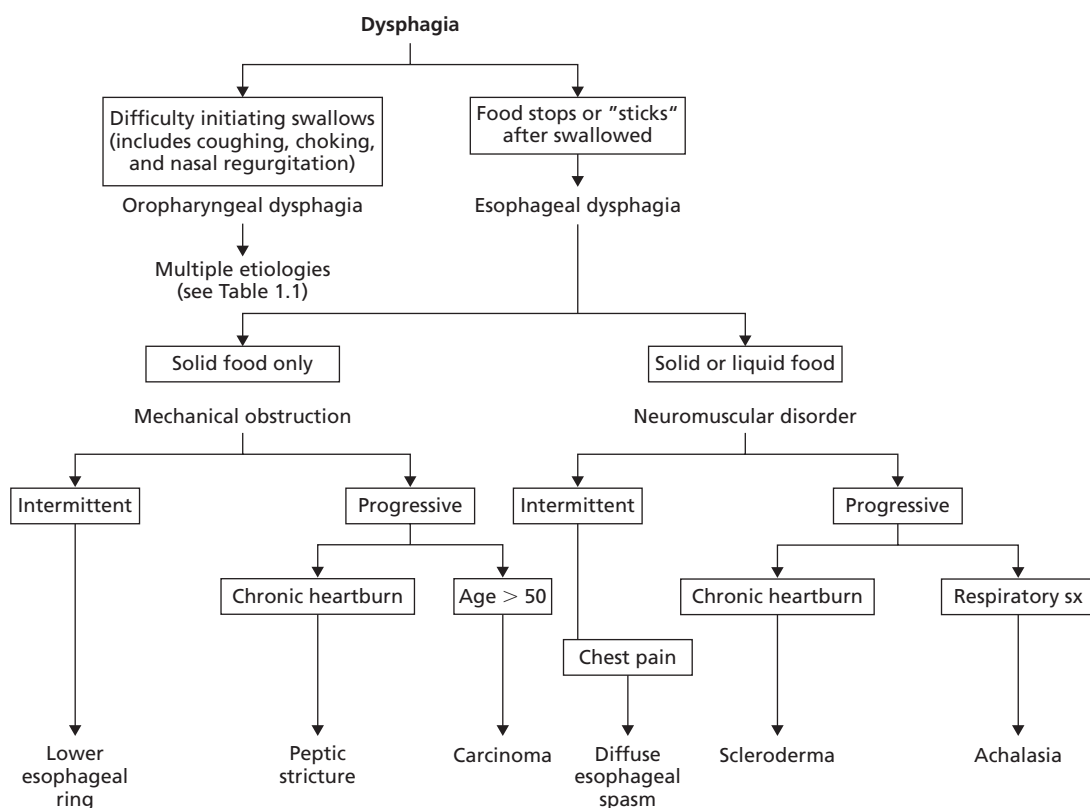 Dysphagia
Difficulty initiating swallows
(includes coughing, choking,
and nasal regurgitation)
Food stops or "sticks"
after swallowed
Oropharyngeal dysphagia
Esophageal dysphagia
Multiple etiologies
(see Table 1.1)
Solid food only
Solid or liquid food
Mechanical obstruction
Neuromuscular disorder
Intermittent
Progressive
Intermittent
Progressive
Chronic heartburn
Age > 50
Chronic heartburn
Respiratory sx
Chest pain
Lower
esophageal
ring
Peptic
stricture
Carcinoma
Diffuse
esophageal
spasm
Scleroderma
Achalasia